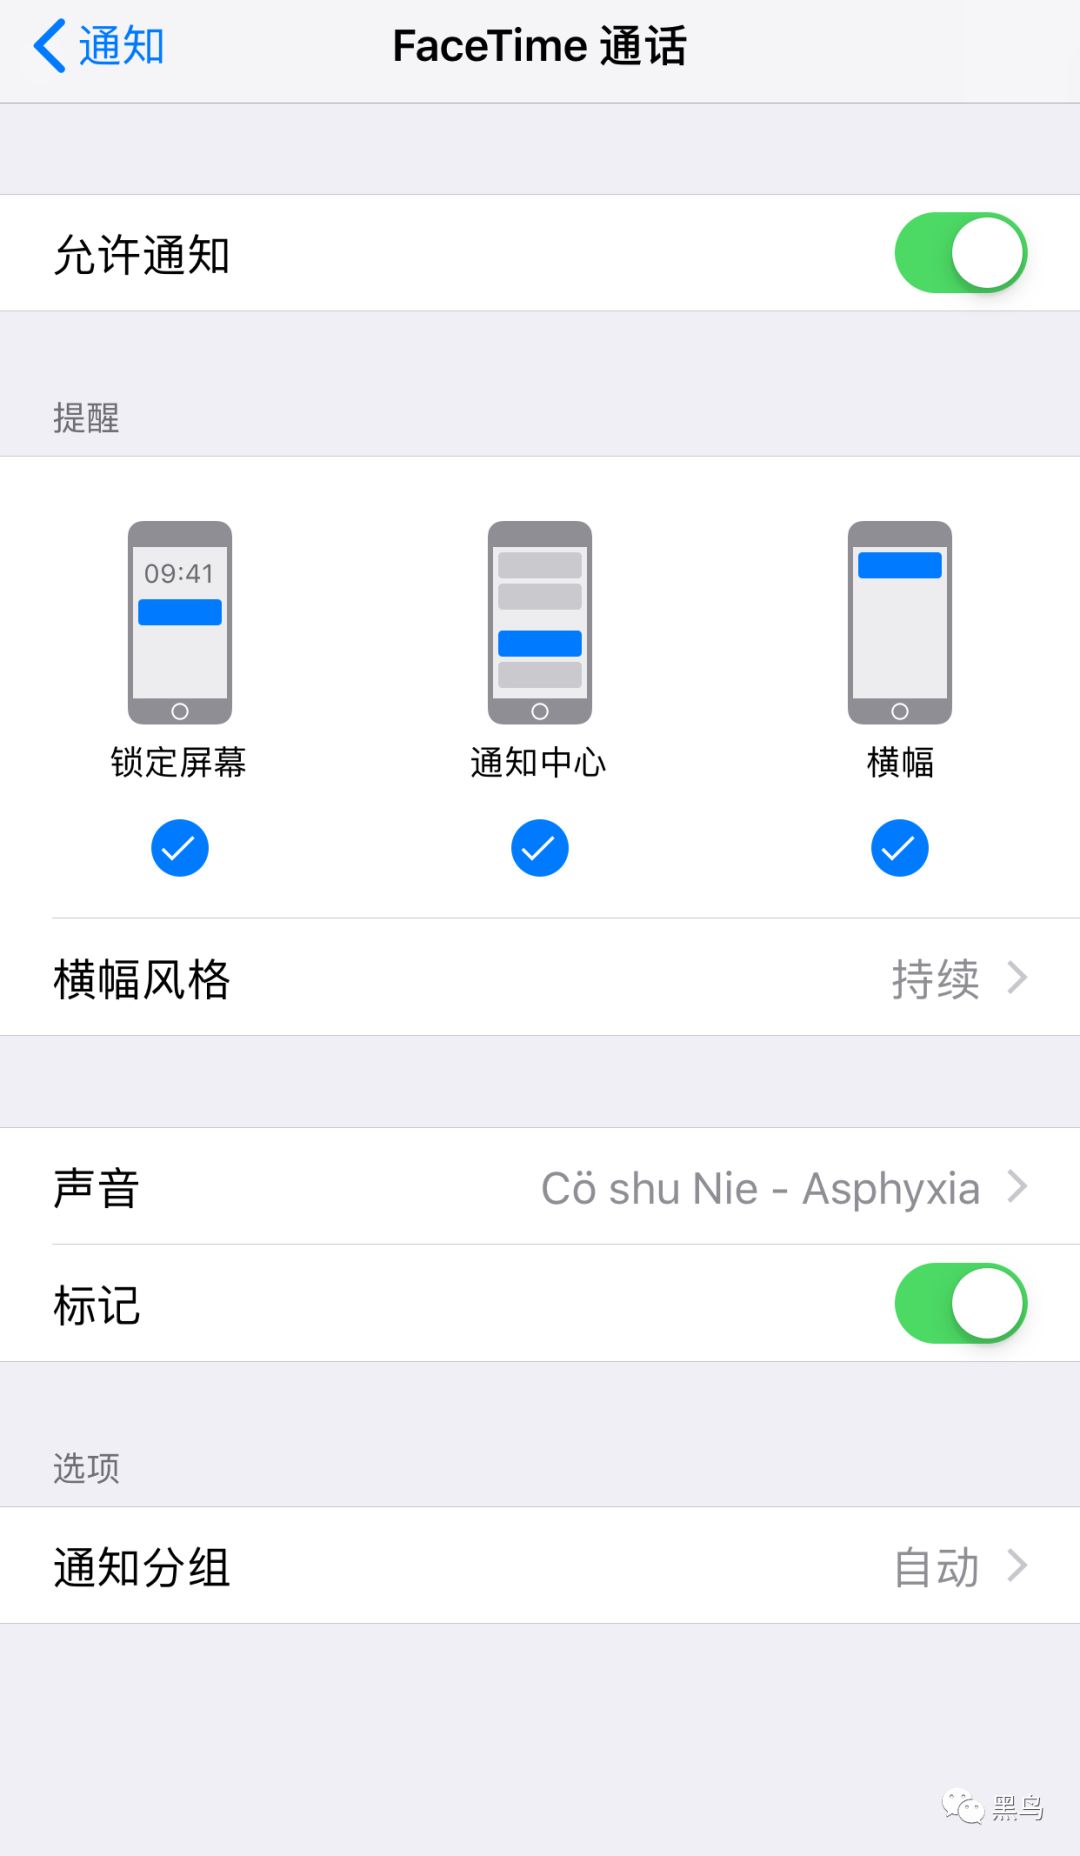 通知
FaceTime 通话
允许通知
提醒
09:41
锁定屏幕
通知中心
横幅
横幅风格
持续
声音
Cö shu Nie - Asphyxia
标记
选项
通知分组
自动
黑鸟